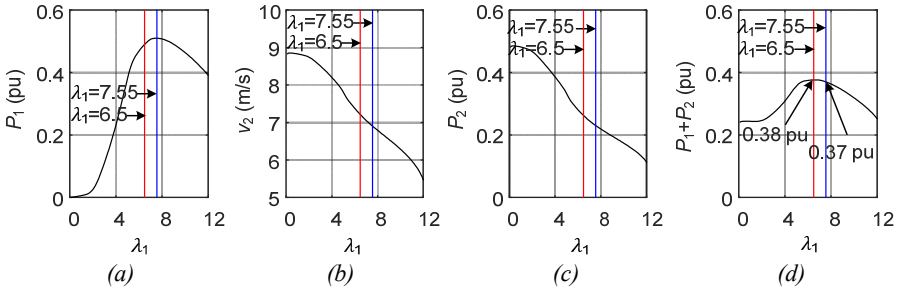 0.6
0.4
0.2
0
P₁ (pu)
λ₁=7.55
λ₁=6.5
0 4 8 12
λ₁
(a)
10
9
8
7
6
5
v₂ (m/s)
λ₁=7.55
λ₁=6.5
0 4 8 12
λ₁
(b)
0.6
0.4
0.2
0
P₂ (pu)
λ₁=7.55
λ₁=6.5
0 4 8 12
λ₁
(c)
0.6
0.4
0.2
0
P₁+P₂ (pu)
λ₁=7.55
λ₁=6.5
0.38 pu
0.37 pu
0 4 8 12
λ₁
(d)